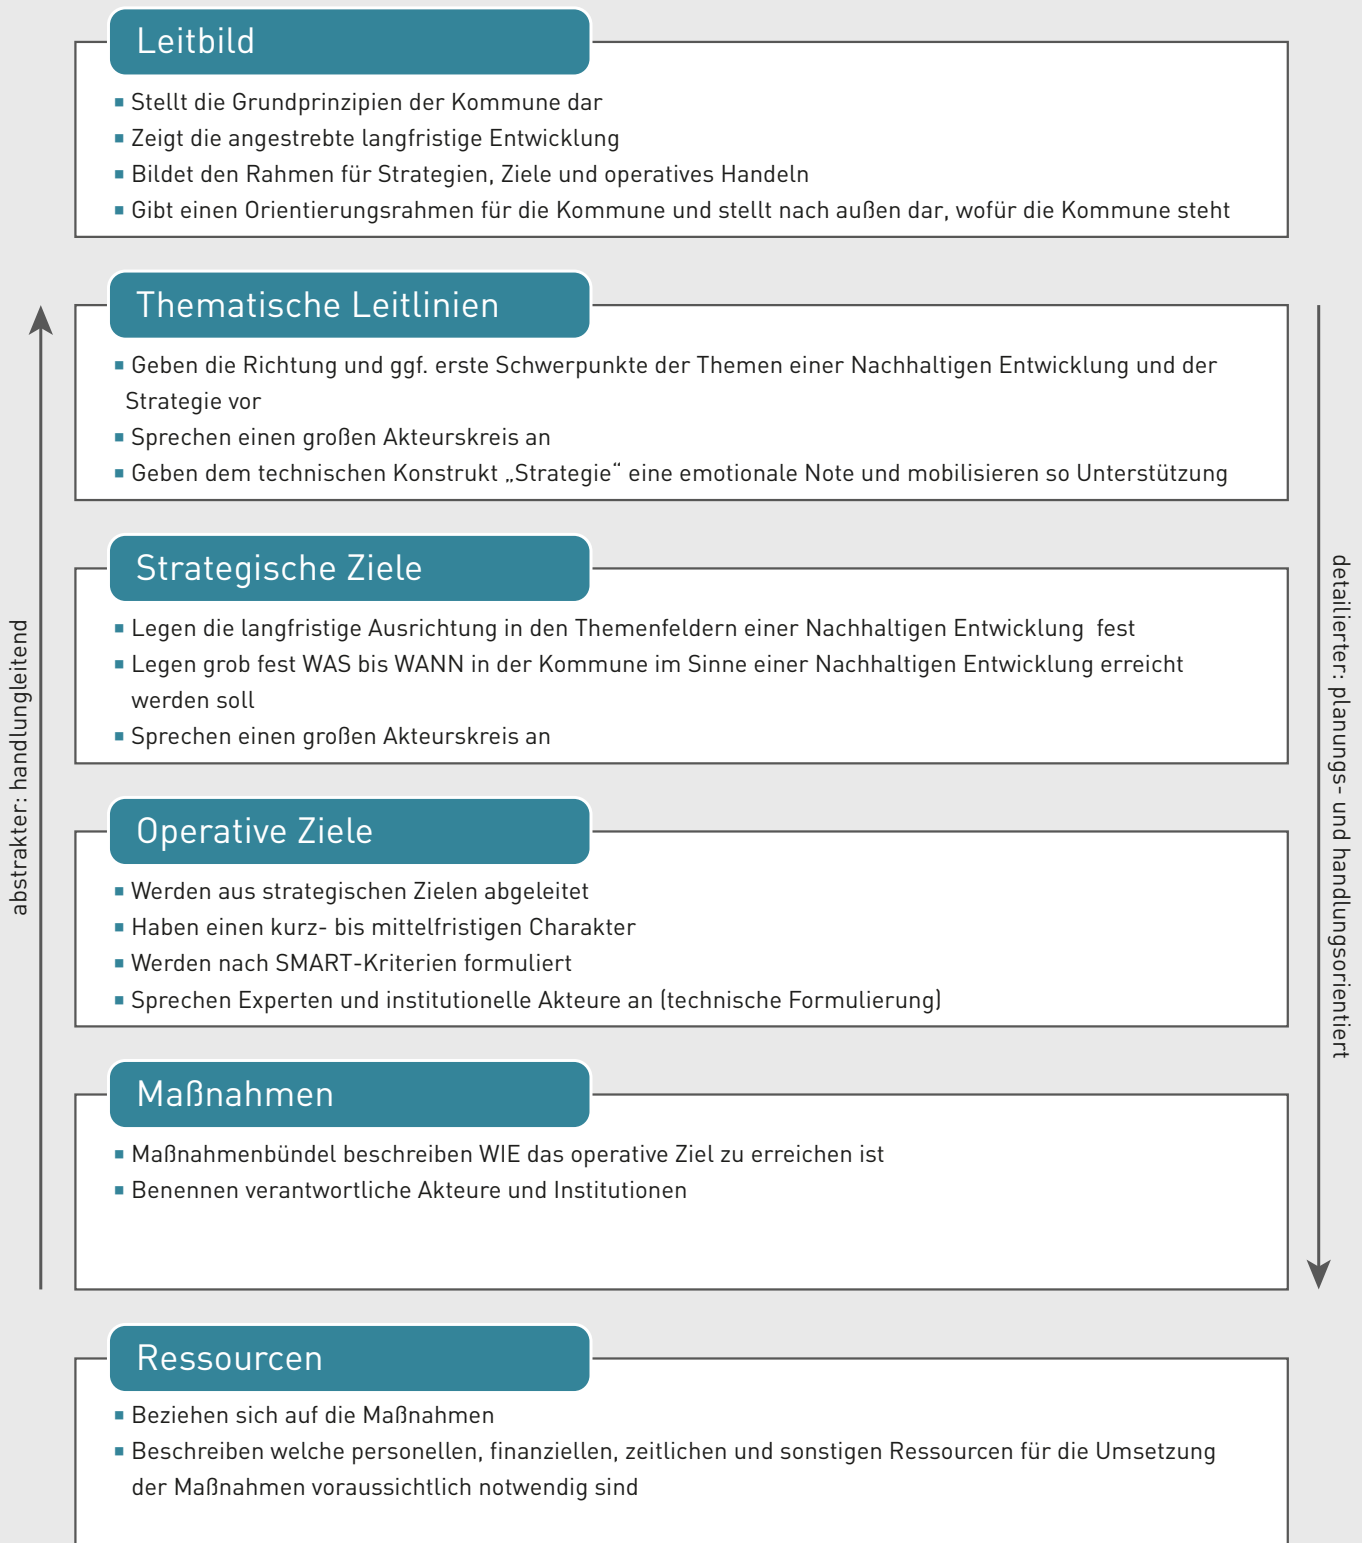 Leitbild
▪ Stellt die Grundprinzipien der Kommune dar
▪ Zeigt die angestrebte langfristige Entwicklung
▪ Bildet den Rahmen für Strategien, Ziele und operatives Handeln
▪ Gibt einen Orientierungsrahmen für die Kommune und stellt nach außen dar, wofür die Kommune steht
Thematische Leitlinien
▪ Geben die Richtung und ggf. erste Schwerpunkte der Themen einer Nachhaltigen Entwicklung und der
Strategie vor
▪ Sprechen einen großen Akteurskreis an
▪ Geben dem technischen Konstrukt „Strategie“ eine emotionale Note und mobilisieren so Unterstützung
Strategische Ziele
▪ Legen die langfristige Ausrichtung in den Themenfeldern einer Nachhaltigen Entwicklung fest
▪ Legen grob fest WAS bis WANN in der Kommune im Sinne einer Nachhaltigen Entwicklung erreicht
werden soll
▪ Sprechen einen großen Akteurskreis an
Operative Ziele
▪ Werden aus strategischen Zielen abgeleitet
▪ Haben einen kurz- bis mittelfristigen Charakter
▪ Werden nach SMART-Kriterien formuliert
▪ Sprechen Experten und institutionelle Akteure an (technische Formulierung)
Maßnahmen
▪ Maßnahmenbündel beschreiben WIE das operative Ziel zu erreichen ist
▪ Benennen verantwortliche Akteure und Institutionen
Ressourcen
▪ Beziehen sich auf die Maßnahmen
▪ Beschreiben welche personellen, finanziellen, zeitlichen und sonstigen Ressourcen für die Umsetzung
der Maßnahmen voraussichtlich notwendig sind
abstrakter: handlungleitend
detailierter: planungs- und handlungsorientiert